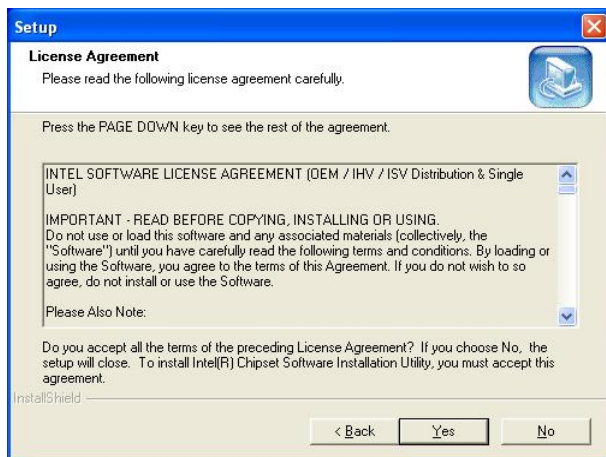 Setup
License Agreement
Please read the following license agreement carefully.
Press the PAGE DOWN key to see the rest of the agreement.
INTEL SOFTWARE LICENSE AGREEMENT (OEM / IHV / ISV Distribution & Single
User)
IMPORTANT - READ BEFORE COPYING, INSTALLING OR USING.
Do not use or load this software and any associated materials (collectively, the
"Software") until you have carefully read the following terms and conditions. By loading or
using the Software, you agree to the terms of this Agreement. If you do not wish to so
agree, do not install or use the Software.
Please Also Note:
Do you accept all the terms of the preceding License Agreement? If you choose No, the
setup will close. To install Intel(R) Chipset Software Installation Utility, you must accept this
agreement.
InstallShield
< Back
Yes
No